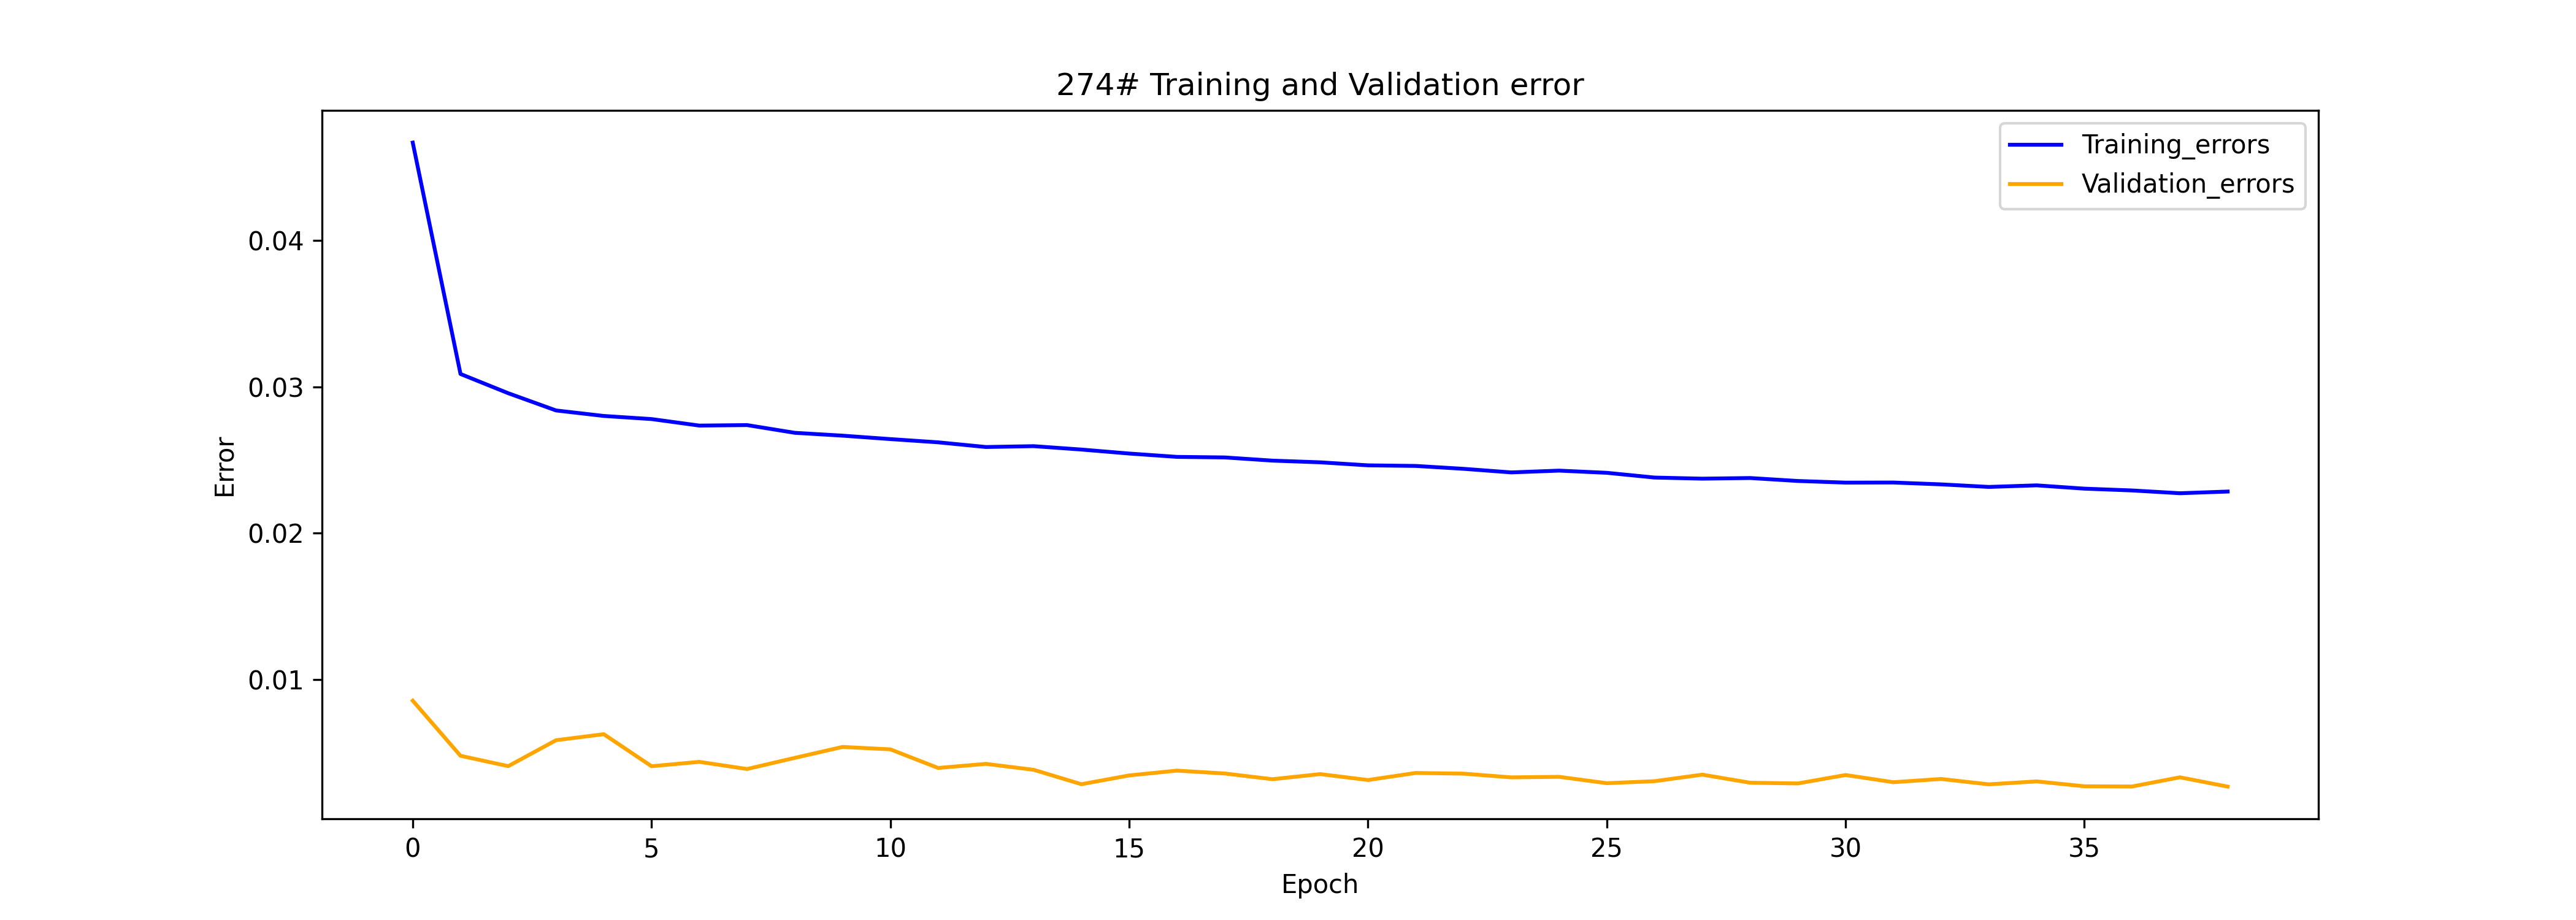 274# Training and Validation error
Training_errors
Validation_errors
0.04
0.03
0.02
0.01
Error
0
5
10
15
20
25
30
35
Epoch